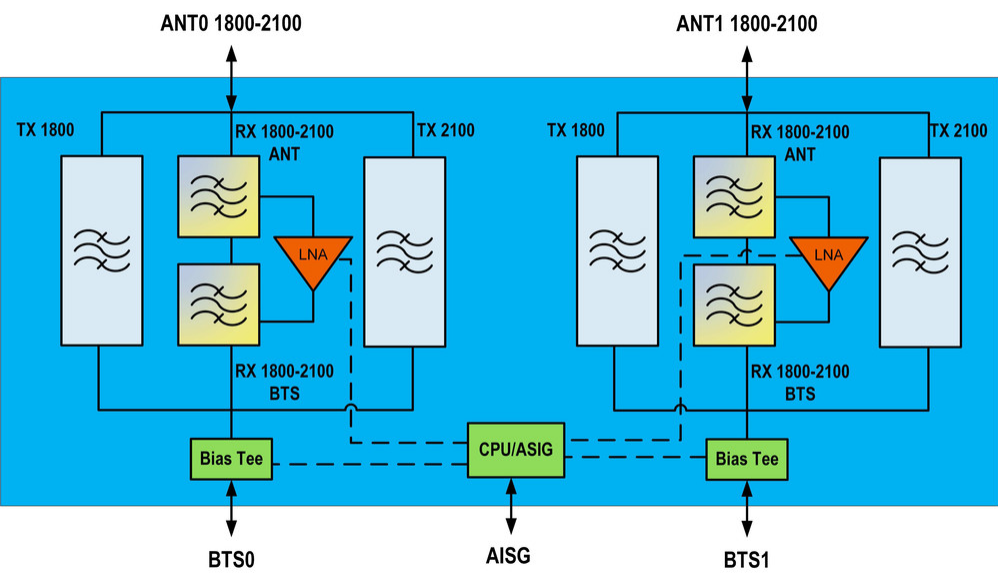 ANT0 1800-2100
ANT1 1800-2100
TX 1800
RX 1800-2100
ANT
TX 2100
TX 1800
RX 1800-2100
ANT
TX 2100
LNA
LNA
RX 1800-2100
BTS
RX 1800-2100
BTS
Bias Tee
CPU/ASIG
Bias Tee
BTS0
AISG
BTS1